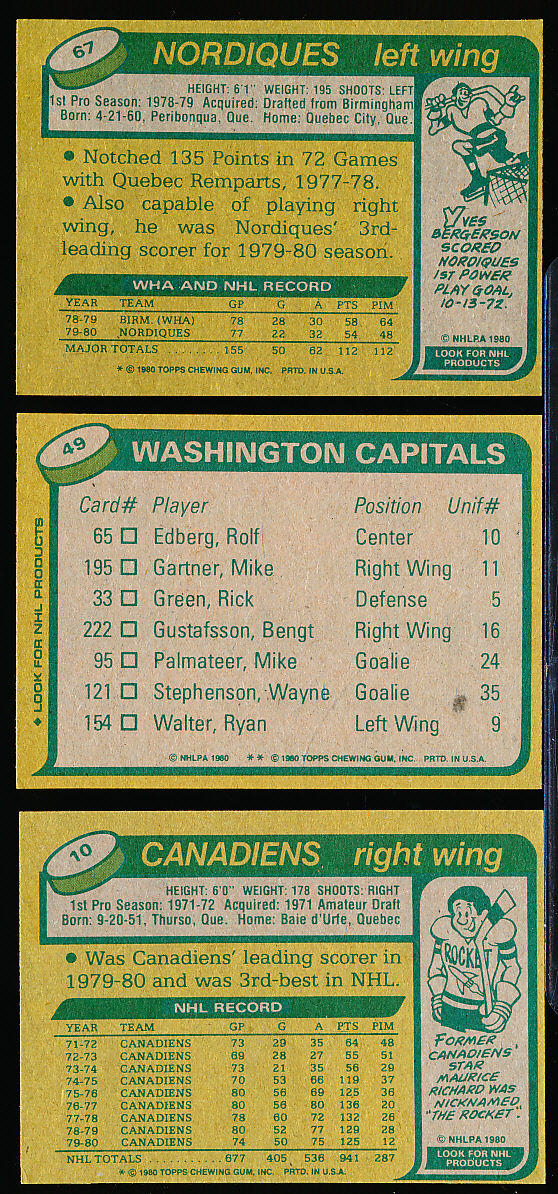 67
NORDIQUES left wing
HEIGHT: 6'1" WEIGHT: 195 SHOOTS: LEFT
1st Pro Season: 1978-79 Acquired: Drafted from Birmingham
Born: 4-21-60, Peribonqua, Que. Home: Quebec City, Que.
● Notched 135 Points in 72 Games
with Quebec Remparts, 1977-78.
● Also capable of playing right
wing, he was Nordiques' 3rd-
leading scorer for 1979-80 season.
WHA AND NHL RECORD
YEAR TEAM GP G A PTS PIM
78-79 BIRM. (WHA) 78 28 30 58 64
79-80 NORDIQUES 77 22 32 54 48
MAJOR TOTALS ........ 155 50 62 112 112
* © 1980 TOPPS CHEWING GUM, INC. PRTD. IN U.S.A.
YVES
BERGERSON
SCORED
NORDIQUES
1ST POWER
PLAY GOAL,
10-13-72.
© NHLPA 1980
LOOK FOR NHL
PRODUCTS
49
WASHINGTON CAPITALS
Card# Player Position Unif#
65 Edberg, Rolf Center 10
195 Gartner, Mike Right Wing 11
33 Green, Rick Defense 5
222 Gustafsson, Bengt Right Wing 16
95 Palmateer, Mike Goalie 24
121 Stephenson, Wayne Goalie 35
154 Walter, Ryan Left Wing 9
© NHLPA 1980 ** © 1980 TOPPS CHEWING GUM, INC. PRTD. IN U.S.A.
♦ LOOK FOR NHL PRODUCTS
10
CANADIENS right wing
HEIGHT: 6'0" WEIGHT: 178 SHOOTS: RIGHT
1st Pro Season: 1971-72 Acquired: 1971 Amateur Draft
Born: 9-20-51, Thurso, Que. Home: Baie d'Urfe, Quebec
● Was Canadiens' leading scorer in
1979-80 and was 3rd-best in NHL.
NHL RECORD
YEAR TEAM GP G A PTS PIM
71-72 CANADIENS 73 29 35 64 48
72-73 CANADIENS 69 28 27 55 51
73-74 CANADIENS 73 21 35 56 29
74-75 CANADIENS 70 53 66 119 37
75-76 CANADIENS 80 56 69 125 36
76-77 CANADIENS 80 56 80 136 20
77-78 CANADIENS 78 60 72 132 26
78-79 CANADIENS 80 52 77 129 28
79-80 CANADIENS 74 50 75 125 12
NHL TOTALS ............ 677 405 536 941 287
* © 1980 TOPPS CHEWING GUM, INC. PRTD. IN U.S.A.
ROCKET
FORMER
CANADIENS'
STAR
MAURICE
RICHARD WAS
NICKNAMED
"THE ROCKET".
© NHLPA 1980
LOOK FOR NHL
PRODUCTS